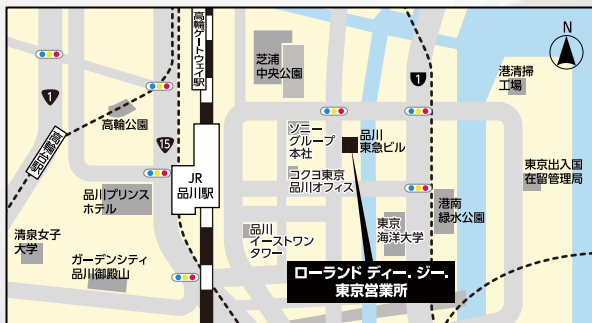 高輪ゲートウェイ駅
N
芝浦
中央公園
1
港清掃
工場
1
高輪公園
15
高輪台駅
ソニー
グループ
本社
品川
東急ビル
JR
品川駅
コクヨ東京
品川オフィス
東京出入国
在留管理局
品川プリンス
ホテル
港南
緑水公園
清泉女子
大学
品川
イーストワン
タワー
東京
海洋大学
ガーデンシティ
品川御殿山
ローランド ディー．ジー．
東京営業所